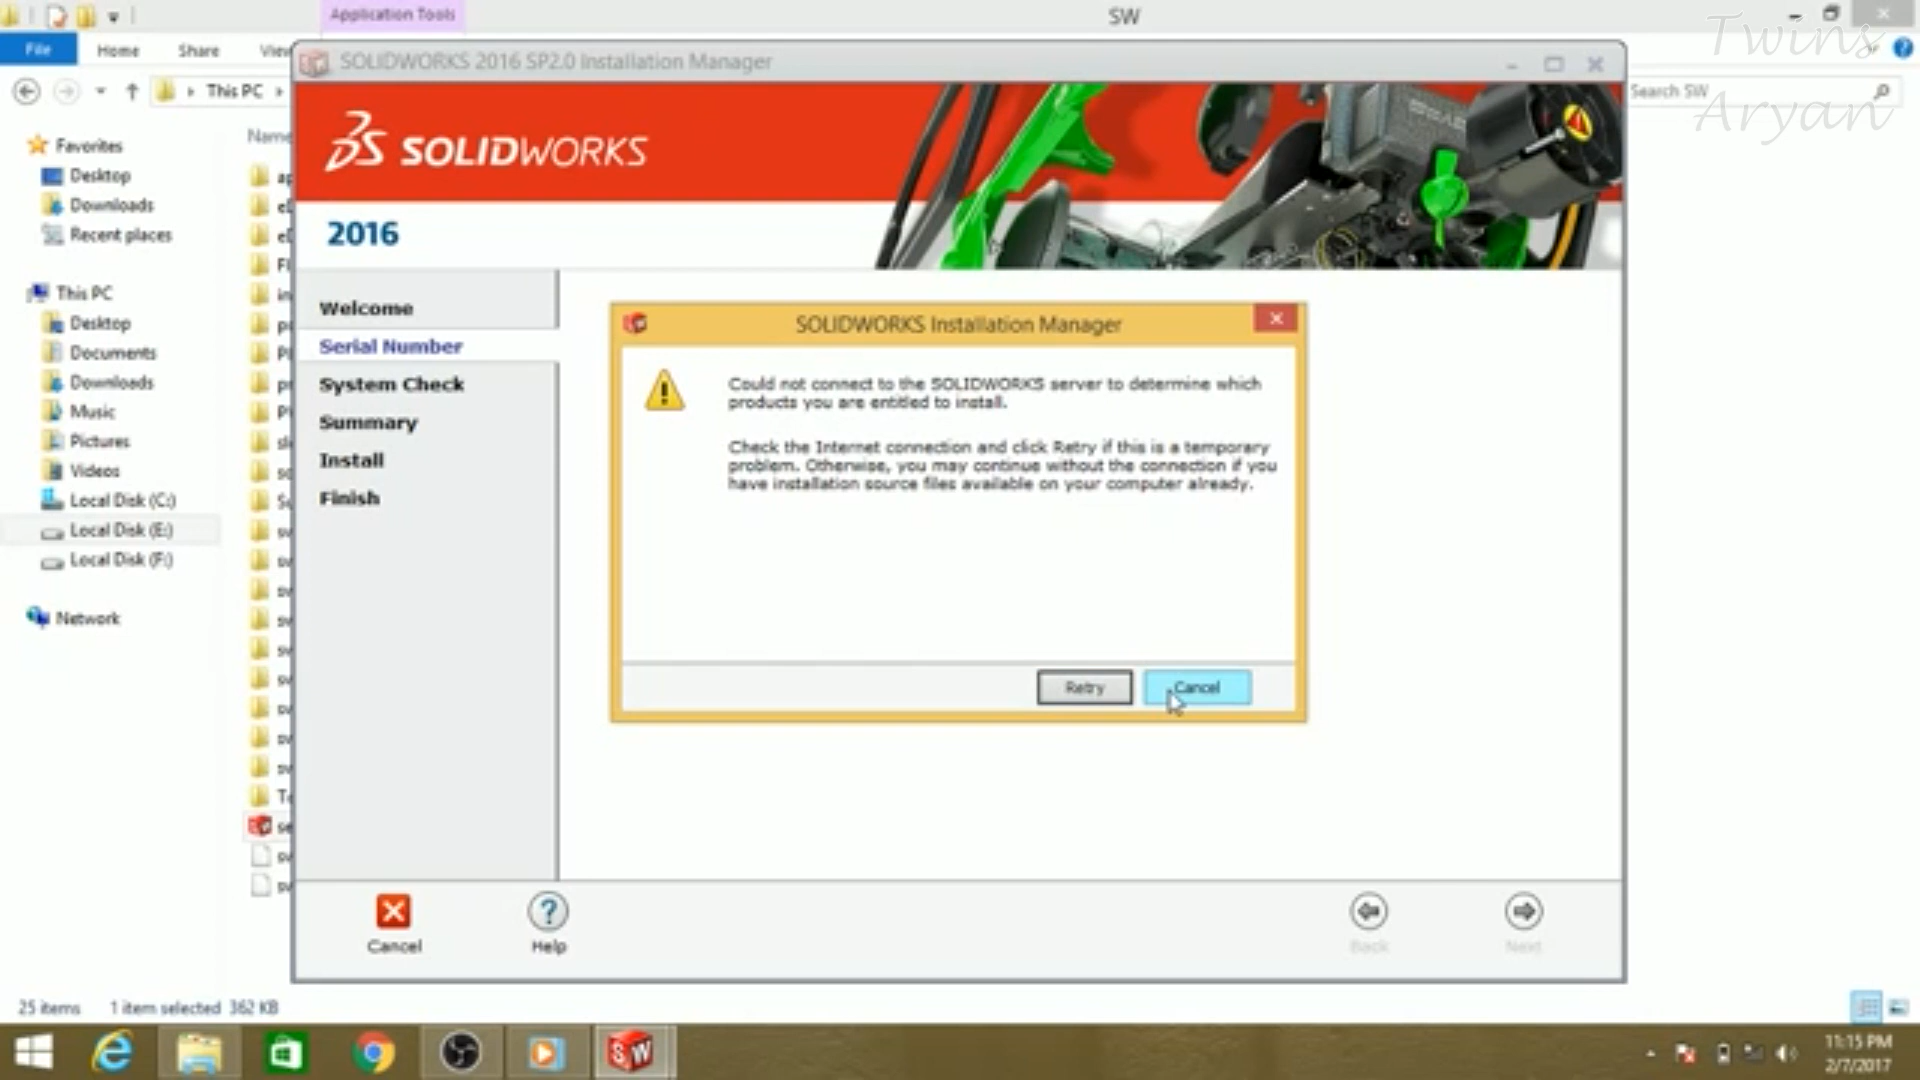 Application Tools
SW
Twins
Aryan
File
Home
Share
View
SOLIDWORKS 2016 SP2.0 Installation Manager
This PC
Search SW
Name
Favorites
Desktop
Downloads
Recent places
This PC
Desktop
Documents
Downloads
Music
Pictures
Videos
Local Disk (C:)
Local Disk (E:)
Local Disk (F:)
Network
SOLIDWORKS
2016
Welcome
Serial Number
System Check
Summary
Install
Finish
SOLIDWORKS Installation Manager
Could not connect to the SOLIDWORKS server to determine which
products you are entitled to install.
Check the Internet connection and click Retry if this is a temporary
problem. Otherwise, you may continue without the connection if you
have installation source files available on your computer already.
Retry
Cancel
Cancel
Help
Back
Next
25 items
1 item selected 362 KB
11:15 PM
2/7/2017